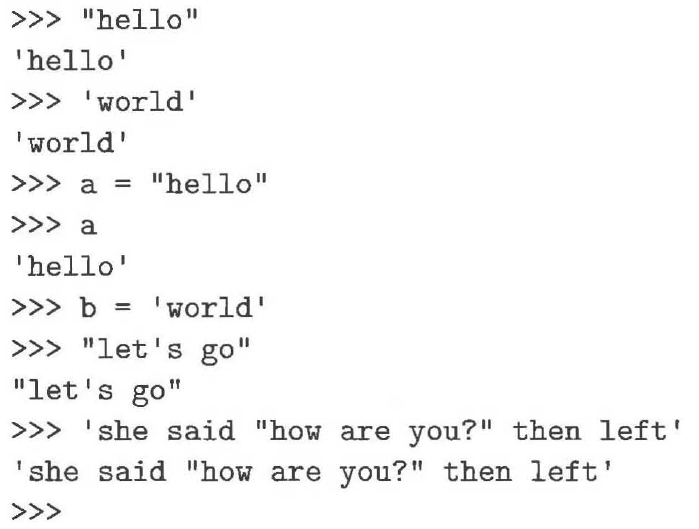 >>> "hello"
'hello'
>>> 'world'
'world'
>>> a = "hello"
>>> a
'hello'
>>> b = 'world'
>>> "let's go"
"let's go"
>>> 'she said "how are you?" then left'
'she said "how are you?" then left'
>>>